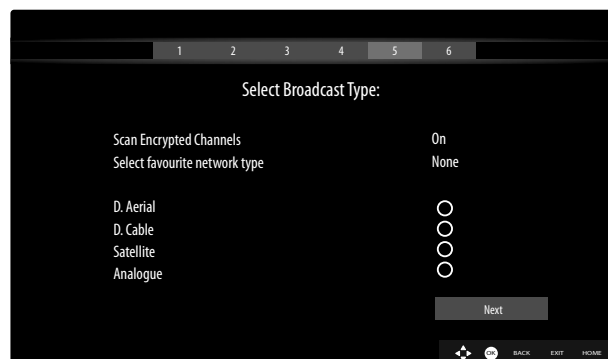 1 2 3 4 5 6
Select Broadcast Type:
Scan Encrypted Channels On
Select favourite network type None
D. Aerial
D. Cable
Satellite
Analogue
Next
OK BACK EXIT HOME